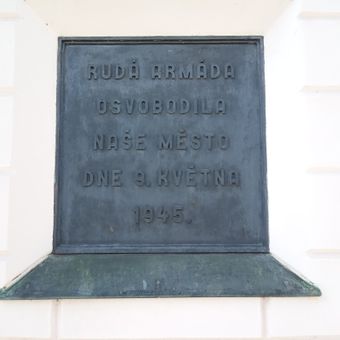 RUDÁ ARMÁDA
OSVOBODILA
NAŠE MĚSTO
DNE 9. KVĚTNA
1945.